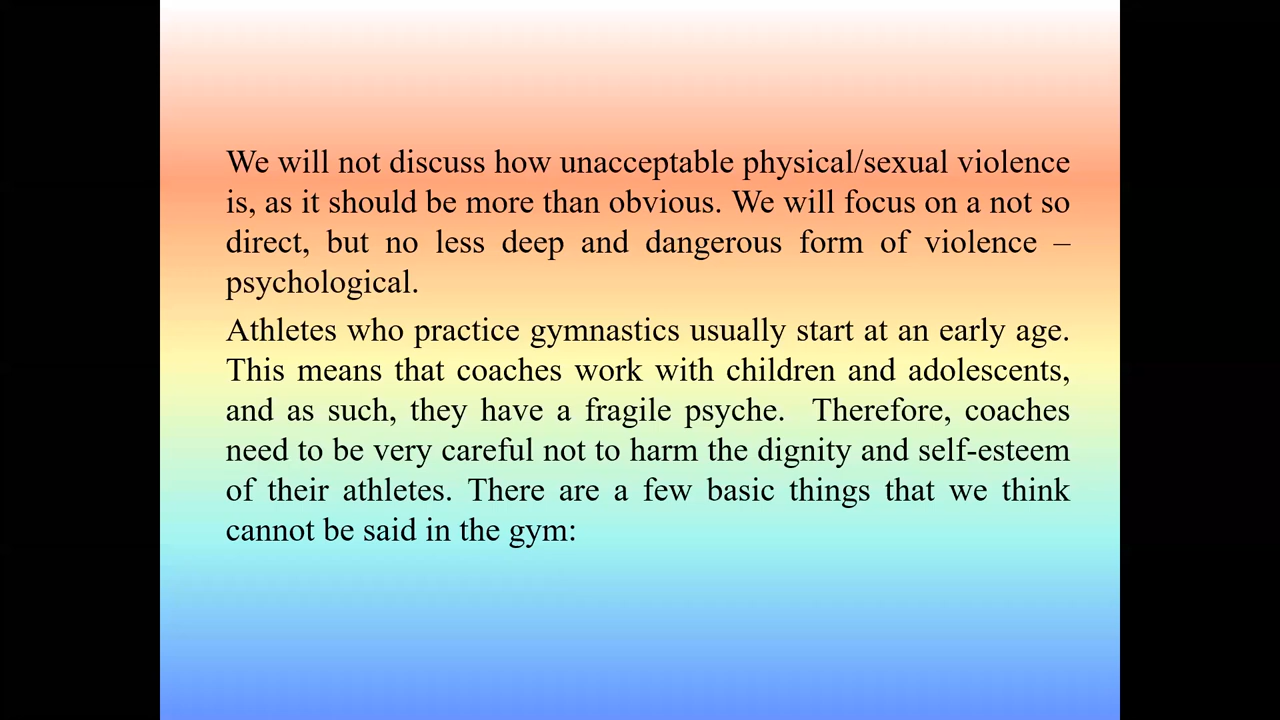 We will not discuss how unacceptable physical/sexual violence
is, as it should be more than obvious. We will focus on a not so
direct, but no less deep and dangerous form of violence –
psychological.
Athletes who practice gymnastics usually start at an early age.
This means that coaches work with children and adolescents,
and as such, they have a fragile psyche.  Therefore, coaches
need to be very careful not to harm the dignity and self-esteem
of their athletes. There are a few basic things that we think
cannot be said in the gym: